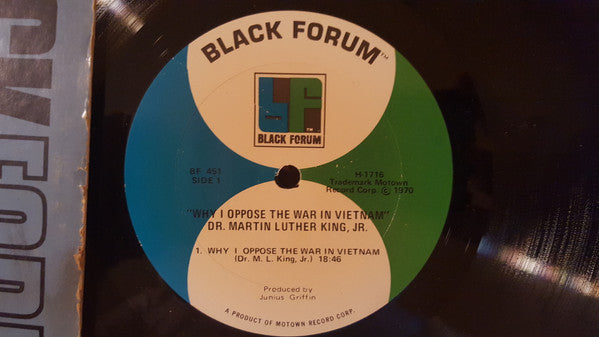 BLACK FORUM™
BLACK FORUM
TM
BF 451
SIDE 1
H-1716
Trademark Motown
Record Corp. © 1970
"WHY I OPPOSE THE WAR IN VIETNAM"
DR. MARTIN LUTHER KING, JR.
1. WHY I OPPOSE THE WAR IN VIETNAM
(Dr. M. L. King, Jr.) 18:46
Produced by
Junius Griffin
A PRODUCT OF MOTOWN RECORD CORP.